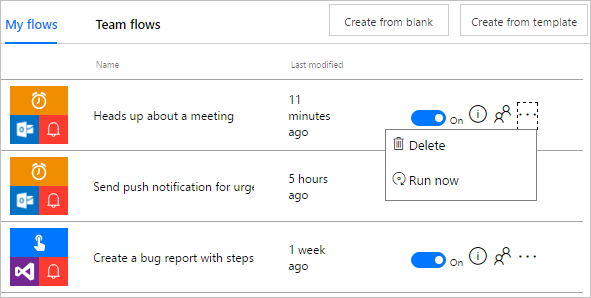 My flows
Team flows
Create from blank
Create from template
Name
Last modified
Heads up about a meeting
11
minutes
ago
On
Delete
Run now
Send push notification for urge
5 hours
ago
Create a bug report with steps
1 week
ago
On